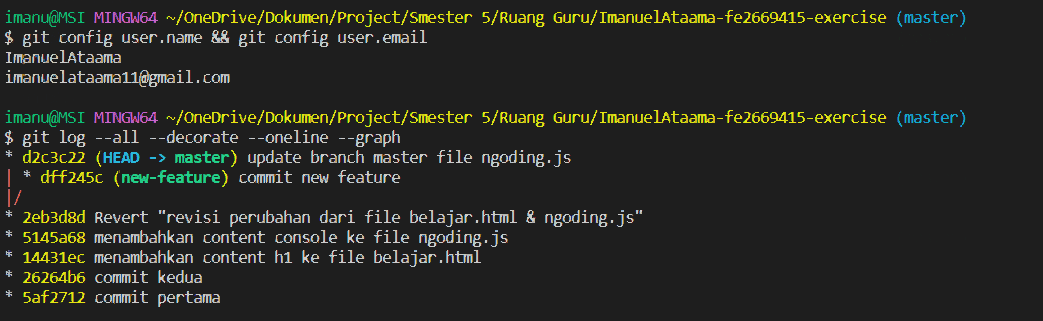 imanu@MSI MINGW64 ~/OneDrive/Dokumen/Project/Smester 5/Ruang Guru/ImanuelAtaama-fe2669415-exercise (master)
$ git config user.name && git config user.email
ImanuelAtaama
imanuelataama11@gmail.com
imanu@MSI MINGW64 ~/OneDrive/Dokumen/Project/Smester 5/Ruang Guru/ImanuelAtaama-fe2669415-exercise (master)
$ git log --all --decorate --oneline --graph
* d2c3c22 (HEAD -> master) update branch master file ngoding.js
| * dff245c (new-feature) commit new feature
|/
* 2eb3d8d Revert "revisi perubahan dari file belajar.html & ngoding.js"
* 5145a68 menambahkan content console ke file ngoding.js
* 14431ec menambahkan content h1 ke file belajar.html
* 26264b6 commit kedua
* 5af2712 commit pertama